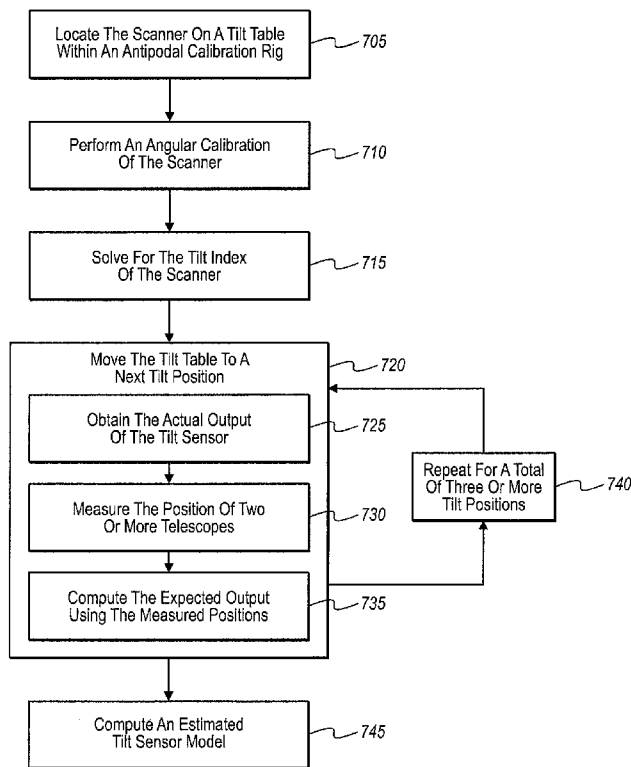 Locate The Scanner On A Tilt Table
Within An Antipodal Calibration Rig
705
Perform An Angular Calibration
Of The Scanner
710
Solve For The Tilt Index
Of The Scanner
715
Move The Tilt Table To A
Next Tilt Position
720
Obtain The Actual Output
Of The Tilt Sensor
725
Measure The Position Of Two
Or More Telescopes
730
Compute The Expected Output
Using The Measured Positions
735
Repeat For A Total
Of Three Or More
Tilt Positions
740
Compute An Estimated
Tilt Sensor Model
745